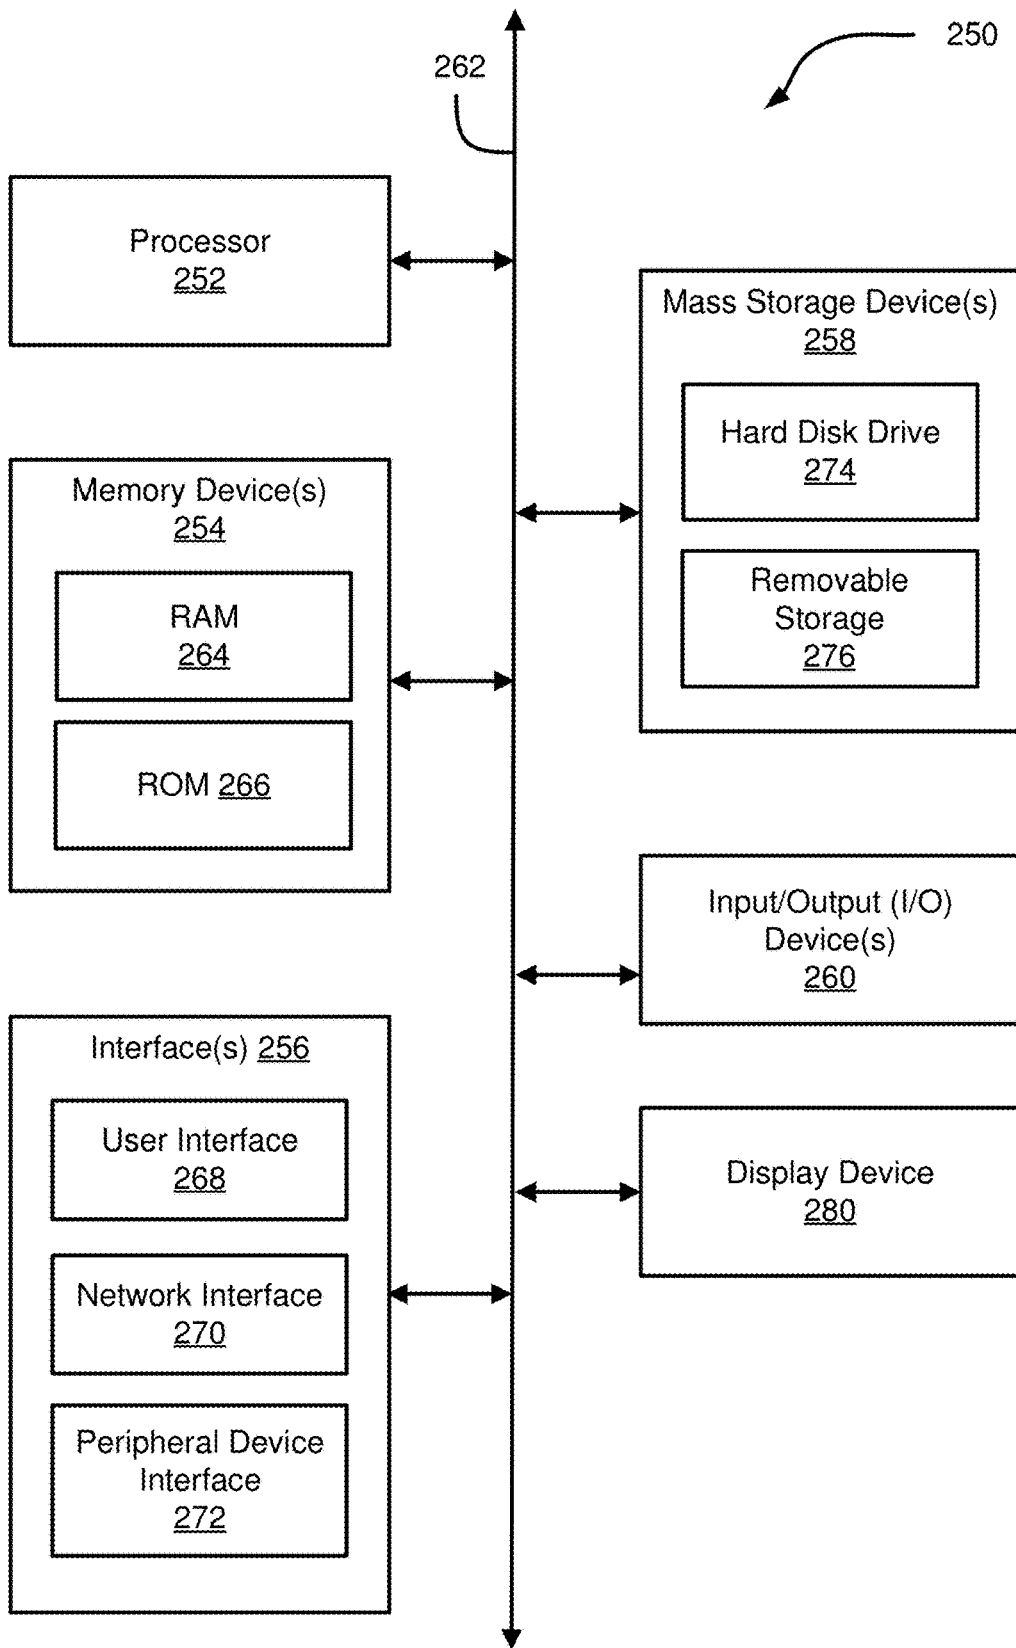 250
262
Processor
252
Mass Storage Device(s)
258
Hard Disk Drive
274
Removable
Storage
276
Memory Device(s)
254
RAM
264
ROM 266
Input/Output (I/O)
Device(s)
260
Interface(s) 256
User Interface
268
Network Interface
270
Peripheral Device
Interface
272
Display Device
280